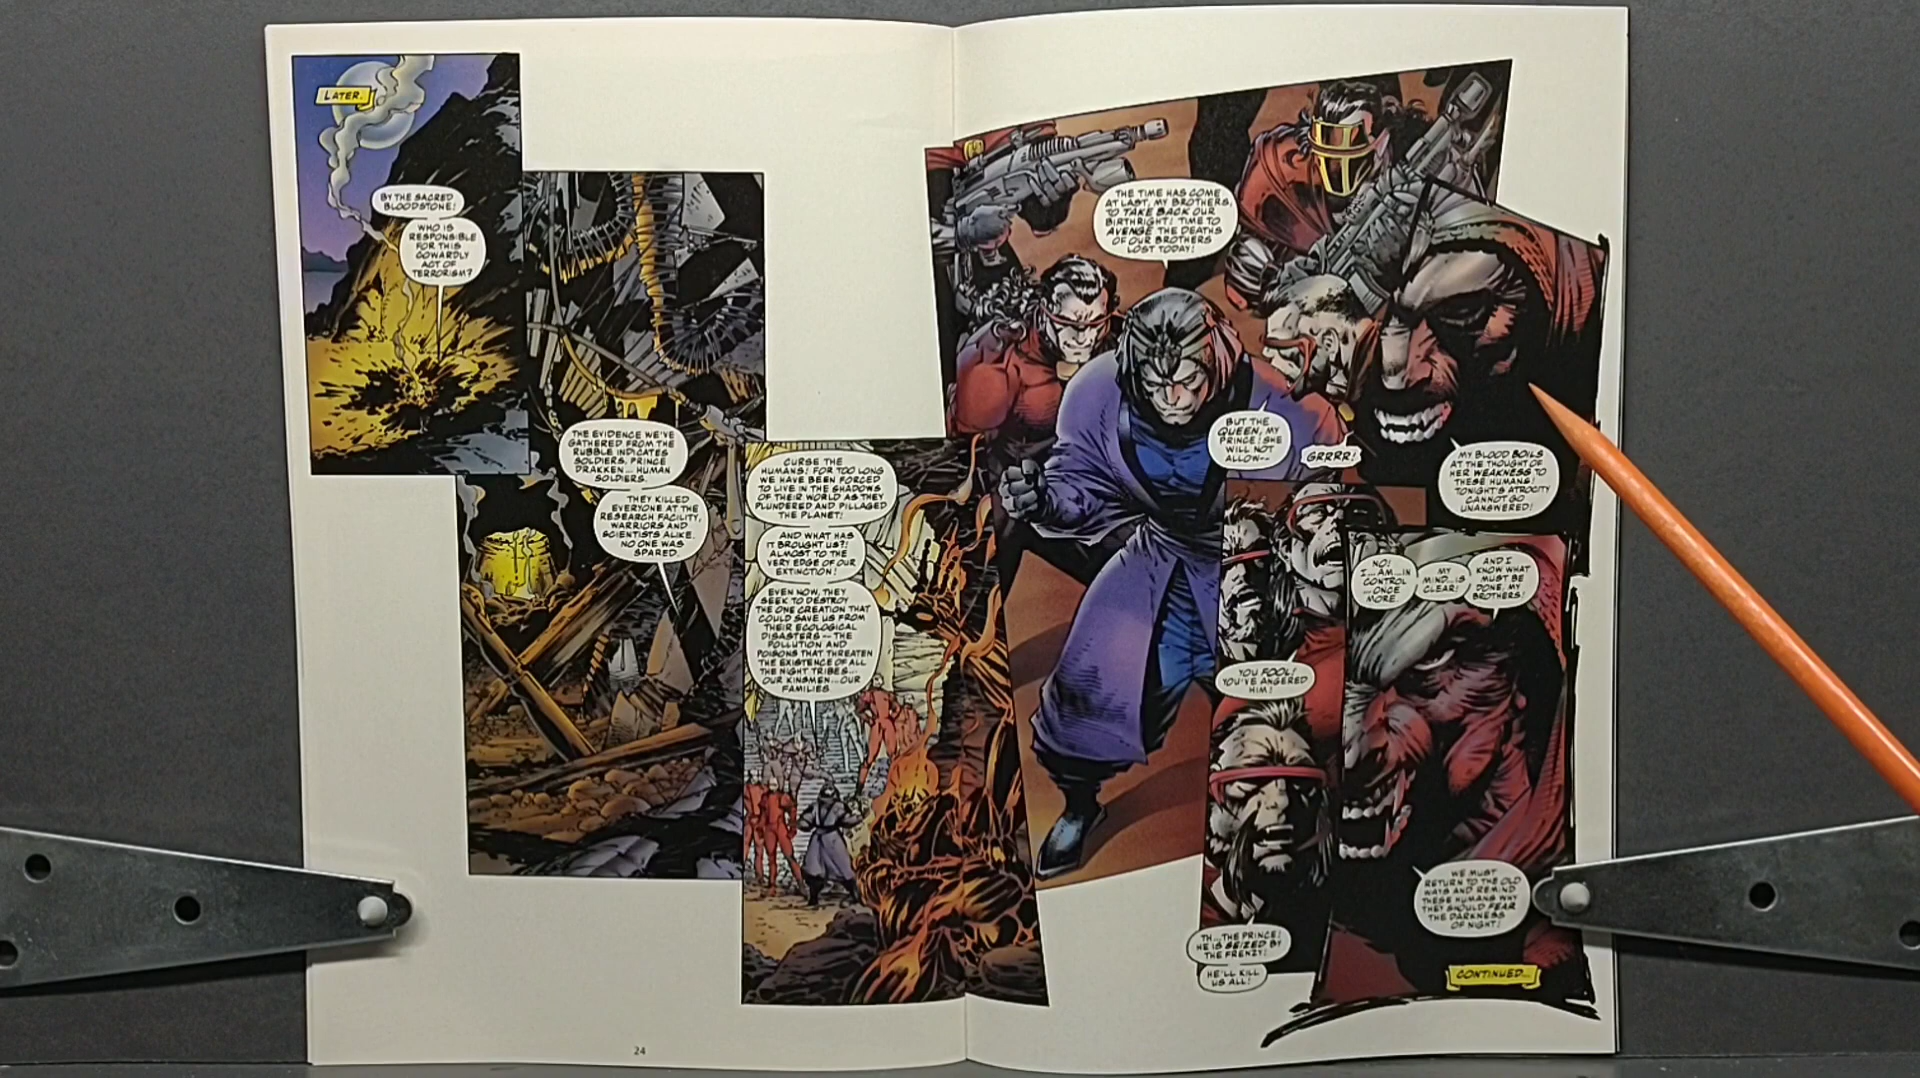 LATER.
BY THE SACRED
BLOODSTONE!
WHO IS
RESPONSIBLE
FOR THIS
COWARDLY
ACT OF
TERRORISM?
THE EVIDENCE WE'VE
GATHERED FROM THE
RUBBLE INDICATES
SOLDIERS, PRINCE
DRAKKEN... HUMAN
SOLDIERS.
THEY KILLED
EVERYONE AT THE
RESEARCH FACILITY,
WARRIORS AND
SCIENTISTS ALIKE.
NO ONE WAS
SPARED.
CURSE THE
HUMANS! FOR TOO LONG
WE HAVE BEEN FORCED
TO LIVE IN THE SHADOWS
OF THEIR WORLD AS THEY
PLUNDERED AND PILLAGED
THE PLANET!
AND WHAT HAS
IT BROUGHT US?!
ALMOST TO THE
VERY EDGE OF OUR
EXTINCTION!
EVEN NOW, THEY
SEEK TO DESTROY
THE ONE CREATION THAT
COULD SAVE US FROM
THEIR ECOLOGICAL
DISASTERS -- THE
POLLUTION AND
POISONS THAT THREATEN
THE EXISTENCE OF ALL
THE NIGHT TRIBES...
OUR KINSMEN...OUR
FAMILIES
24
THE TIME HAS COME
AT LAST, MY BROTHERS,
TO TAKE BACK OUR
BIRTHRIGHT! TIME TO
AVENGE THE DEATHS
OF OUR BROTHERS
LOST TODAY!
BUT THE
QUEEN, MY
PRINCE! SHE
WILL NOT
ALLOW--
GRRRR!
MY BLOOD BOILS
AT THE THOUGHT OF
HER WEAKNESS TO
THESE HUMANS!
TONIGHT'S ATROCITY
CANNOT GO
UNANSWERED!
YOU FOOL!
YOU'VE ANGERED
HIM!
TH...THE PRINCE!
HE IS SEIZED BY
THE FRENZY!
HE'LL KILL
US ALL!
NO!
I...AM...IN
CONTROL
...ONCE
MORE.
MY
MIND...IS
CLEAR!
AND I
KNOW WHAT
MUST BE
DONE, MY
BROTHERS!
WE MUST
RETURN TO THE OLD
WAYS AND REMIND
THESE HUMANS WHY
THEY SHOULD FEAR
THE DARKNESS
OF NIGHT!
CONTINUED...